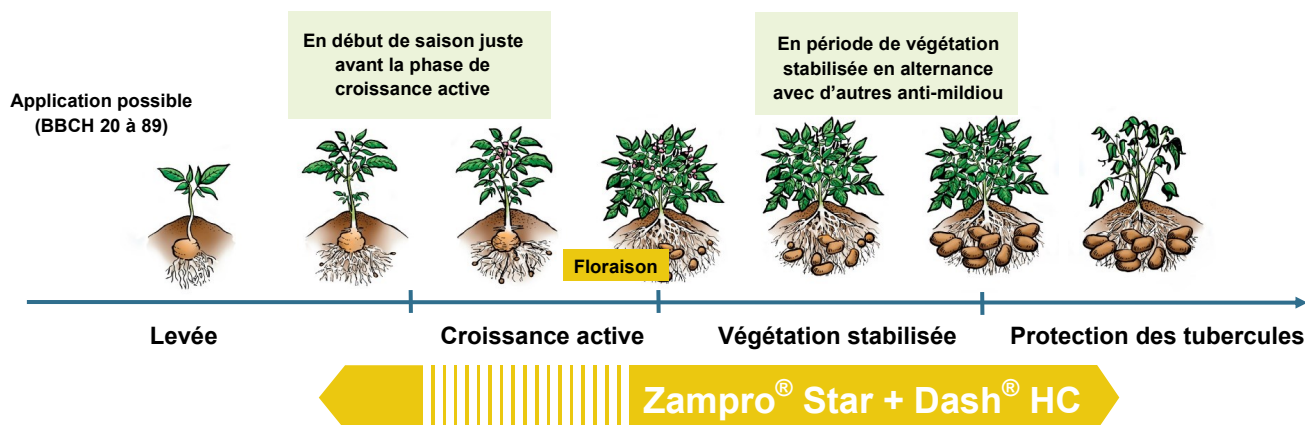 Application possible
(BBCH 20 à 89)
En début de saison juste
avant la phase de
croissance active
En période de végétation
stabilisée en alternance
avec d'autres anti-mildiou
Floraison
Levée
Croissance active
Végétation stabilisée
Protection des tubercules
Zampro® Star + Dash® HC